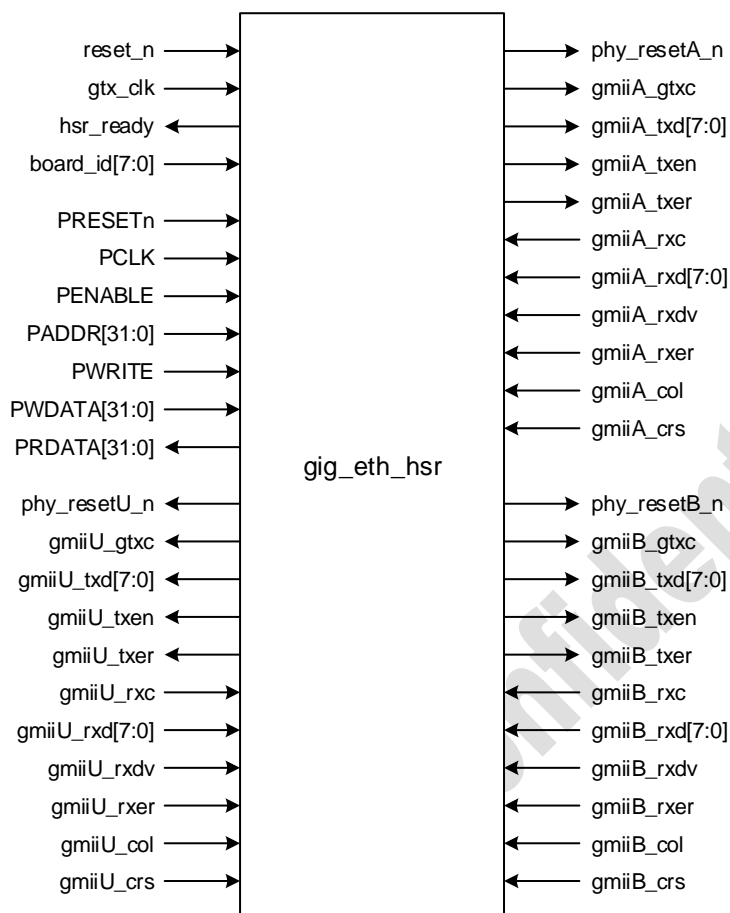 reset_n
gtx_clk
hsr_ready
board_id[7:0]
PRESETn
PCLK
PENABLE
PADDR[31:0]
PWRITE
PWDATA[31:0]
PRDATA[31:0]
phy_resetU_n
gmiiU_gtxc
gmiiU_txd[7:0]
gmiiU_txen
gmiiU_txer
gmiiU_rxc
gmiiU_rxd[7:0]
gmiiU_rxdv
gmiiU_rxer
gmiiU_col
gmiiU_crs
gig_eth_hsr
phy_resetA_n
gmiiA_gtxc
gmiiA_txd[7:0]
gmiiA_txen
gmiiA_txer
gmiiA_rxc
gmiiA_rxd[7:0]
gmiiA_rxdv
gmiiA_rxer
gmiiA_col
gmiiA_crs
phy_resetB_n
gmiiB_gtxc
gmiiB_txd[7:0]
gmiiB_txen
gmiiB_txer
gmiiB_rxc
gmiiB_rxd[7:0]
gmiiB_rxdv
gmiiB_rxer
gmiiB_col
gmiiB_crs